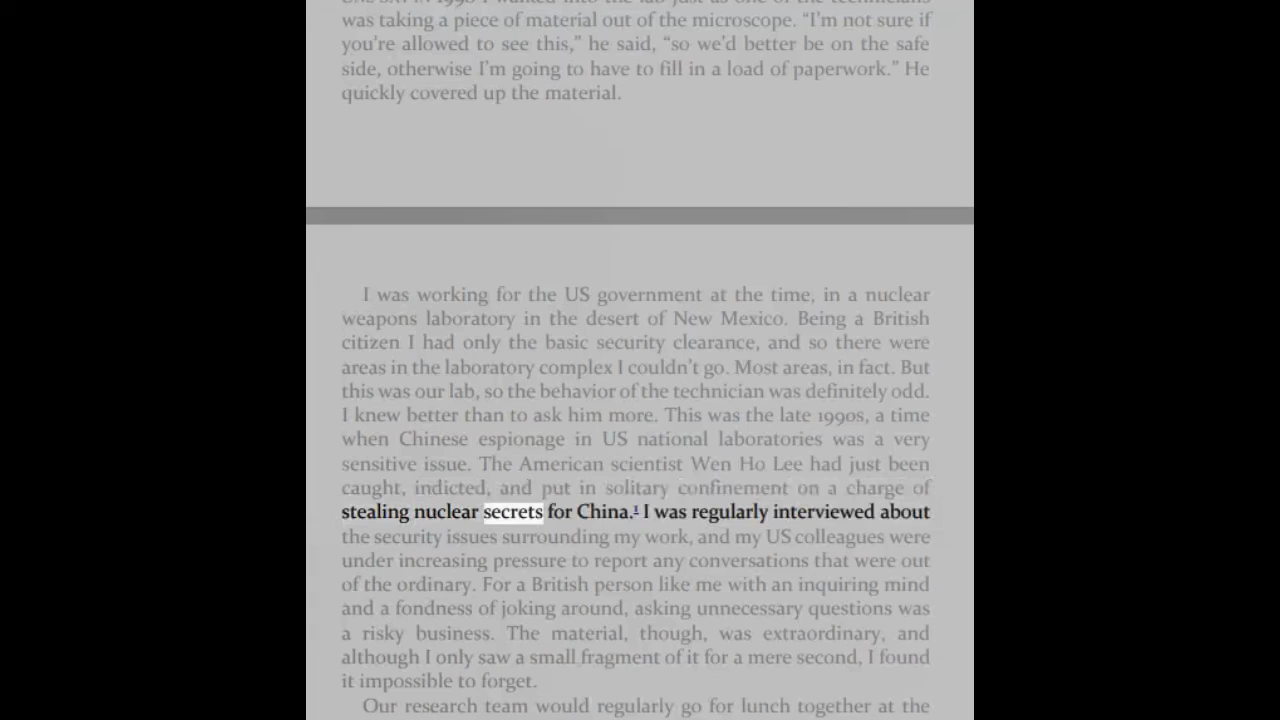 was taking a piece of material out of the microscope. “I’m not sure if
you’re allowed to see this,” he said, “so we’d better be on the safe
side, otherwise I’m going to have to fill in a load of paperwork.” He
quickly covered up the material.
I was working for the US government at the time, in a nuclear
weapons laboratory in the desert of New Mexico. Being a British
citizen I had only the basic security clearance, and so there were
areas in the laboratory complex I couldn’t go. Most areas, in fact. But
this was our lab, so the behavior of the technician was definitely odd.
I knew better than to ask him more. This was the late 1990s, a time
when Chinese espionage in US national laboratories was a very
sensitive issue. The American scientist Wen Ho Lee had just been
caught, indicted, and put in solitary confinement on a charge of
stealing nuclear secrets for China.1 I was regularly interviewed about
the security issues surrounding my work, and my US colleagues were
under increasing pressure to report any conversations that were out
of the ordinary. For a British person like me with an inquiring mind
and a fondness of joking around, asking unnecessary questions was
a risky business. The material, though, was extraordinary, and
although I only saw a small fragment of it for a mere second, I found
it impossible to forget.
Our research team would regularly go for lunch together at the